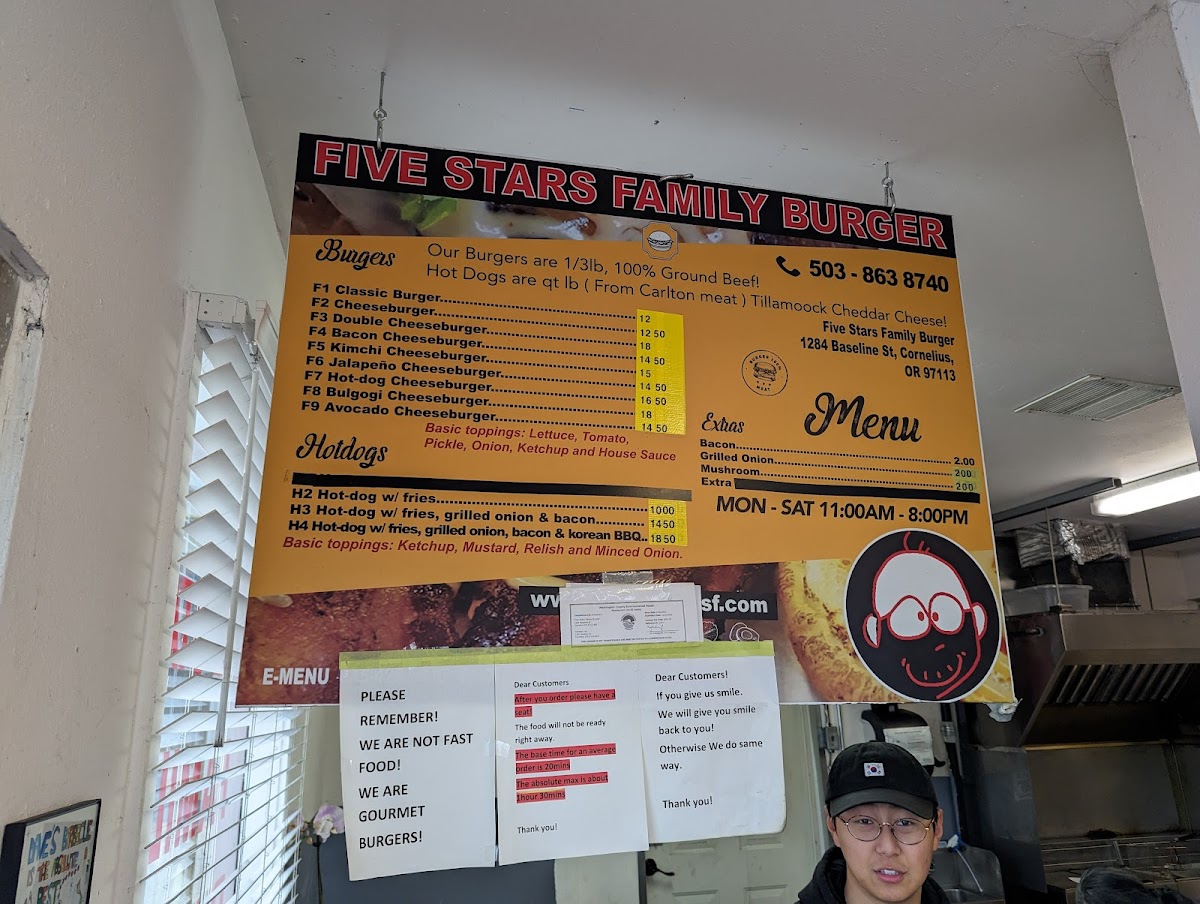 FIVE STARS FAMILY BURGER
Burgers
Our Burgers are 1/3lb, 100% Ground Beef!
Hot Dogs are qt lb ( From Carlton meat ) Tillamoock Cheddar Cheese!
503 - 863 8740
Five Stars Family Burger
1284 Baseline St, Cornelius,
OR 97113
F1 Classic Burger 12
F2 Cheeseburger 12 50
F3 Double Cheeseburger 18
F4 Bacon Cheeseburger 14 50
F5 Kimchi Cheeseburger 15
F6 Jalapeño Cheeseburger 14 50
F7 Hot-dog Cheeseburger 16 50
F8 Bulgogi Cheeseburger 18
F9 Avocado Cheeseburger 14 50
Basic toppings: Lettuce, Tomato,
Pickle, Onion, Ketchup and House Sauce
BURGER 100%
MEAT
Menu
Extras
Bacon 2.00
Grilled Onion 200
Mushroom 200
Extra
MON - SAT 11:00AM - 8:00PM
Hotdogs
H2 Hot-dog w/ fries 1000
H3 Hot-dog w/ fries, grilled onion & bacon 1450
H4 Hot-dog w/ fries, grilled onion, bacon & korean BBQ 1850
Basic toppings: Ketchup, Mustard, Relish and Minced Onion.
sf.com
E-MENU
PLEASE
REMEMBER!
WE ARE NOT FAST
FOOD!
WE ARE
GOURMET
BURGERS!
Dear Customers
After you order please have a
seat!
The food will not be ready
right away.
The base time for an average
order is 20mins
The absolute max is about
1hour 30mins
Thank you!
Dear Customers!
If you give us smile.
We will give you smile
back to you!
Otherwise We do same
way.
Thank you!